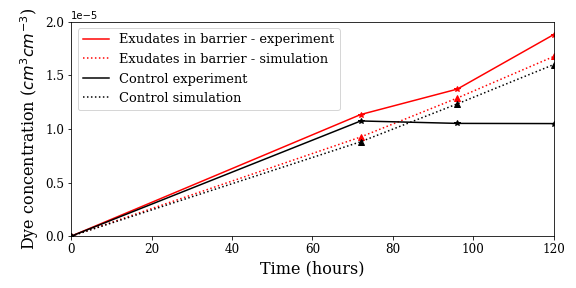 1e−5
2.0
1.5
1.0
0.5
0.0
Dye concentration (cm³cm⁻³)
Exudates in barrier - experiment
Exudates in barrier - simulation
Control experiment
Control simulation
0 20 40 60 80 100 120
Time (hours)